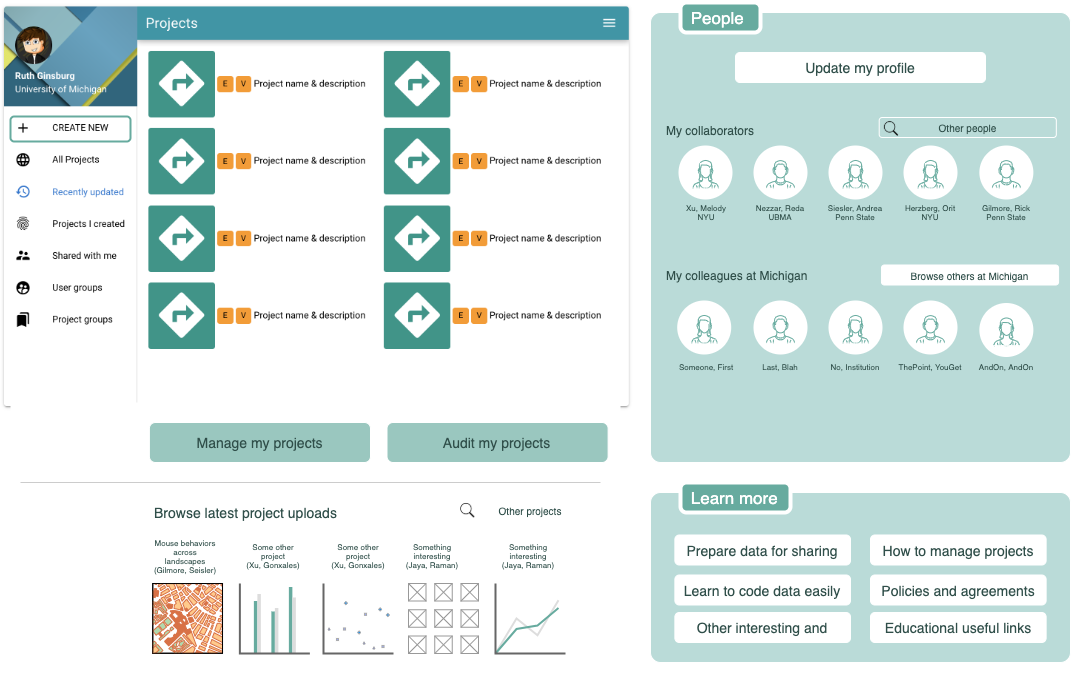 Projects
Ruth Ginsburg
University of Michigan
CREATE NEW
All Projects
Recently updated
Projects I created
Shared with me
User groups
Project groups
E V Project name & description
E V Project name & description
E V Project name & description
E V Project name & description
E V Project name & description
E V Project name & description
E V Project name & description
E V Project name & description
Manage my projects
Audit my projects
Browse latest project uploads
Other projects
Mouse behaviors
across
landscapes
(Gilmore, Seisler)
Some other
project
(Xu, Gonxales)
Some other
project
(Xu, Gonxales)
Something
interesting
(Jaya, Raman)
Something
interesting
(Jaya, Raman)
People
Update my profile
My collaborators
Other people
Xu, Melody
NYU
Nezzar, Reda
UBMA
Siesler, Andrea
Penn State
Herzberg, Orit
NYU
Gilmore, Rick
Penn State
My colleagues at Michigan
Browse others at Michigan
Someone, First
Last, Blah
No, Institution
ThePoint, YouGet
AndOn, AndOn
Learn more
Prepare data for sharing
How to manage projects
Learn to code data easily
Policies and agreements
Other interesting and
Educational useful links